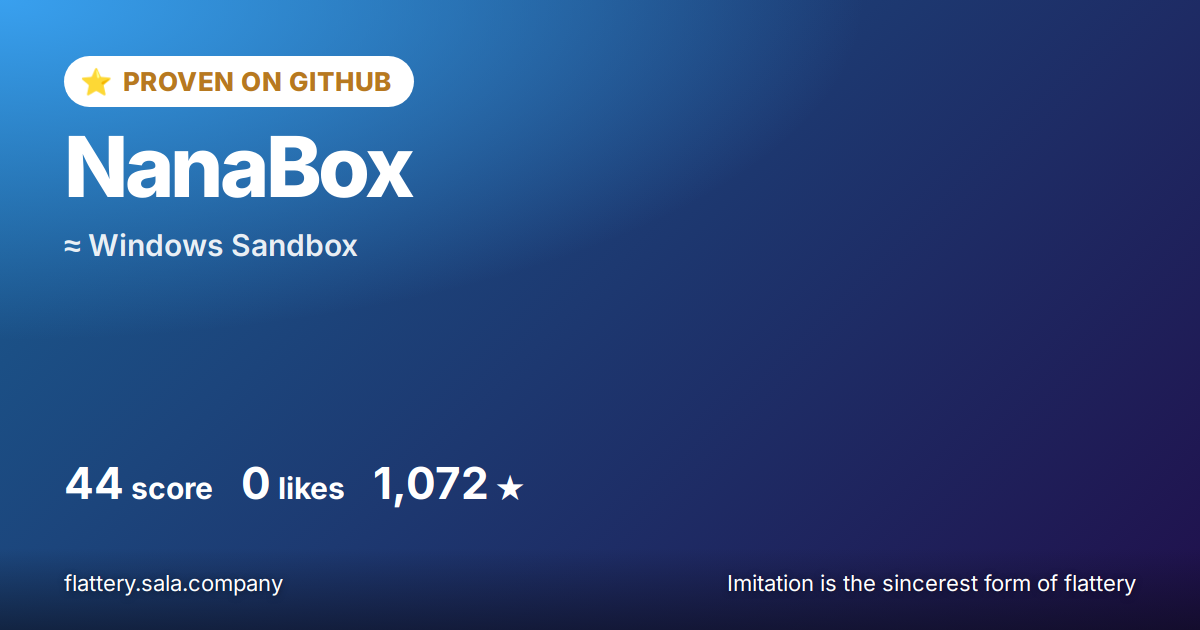 ⭐ PROVEN ON GITHUB
NanaBox
≈ Windows Sandbox
44 score 0 likes 1,072 ★
flattery.sala.company
Imitation is the sincerest form of flattery